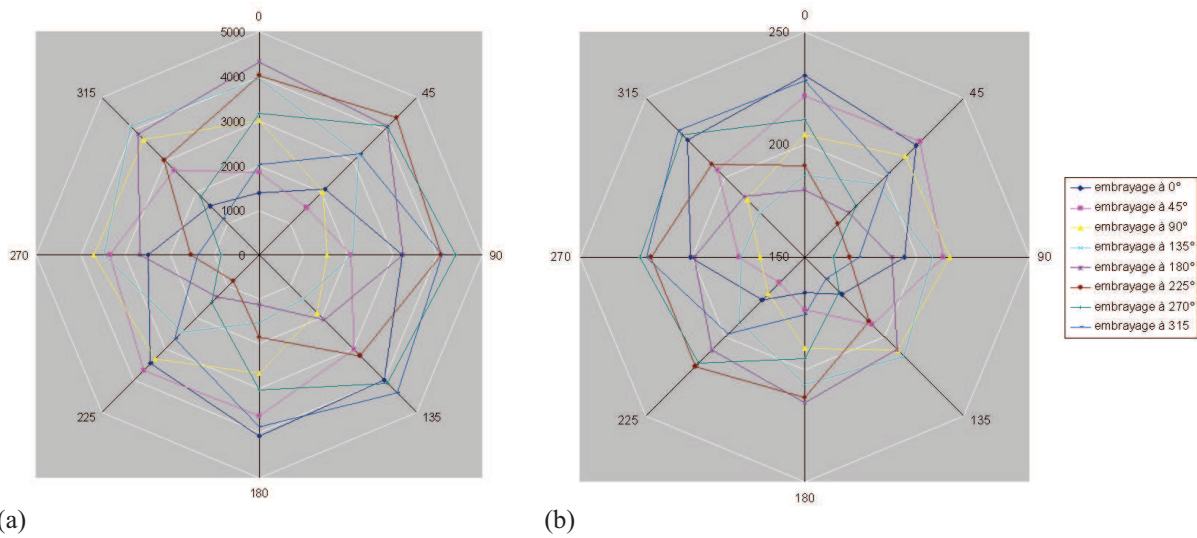 0
5000
4000
3000
2000
1000
0
45
90
135
180
225
270
315
0
250
200
150
45
90
135
180
225
270
315
embrayage à 0°
embrayage à 45°
embrayage à 90°
embrayage à 135°
embrayage à 180°
embrayage à 225°
embrayage à 270°
embrayage à 315
a)
(b)